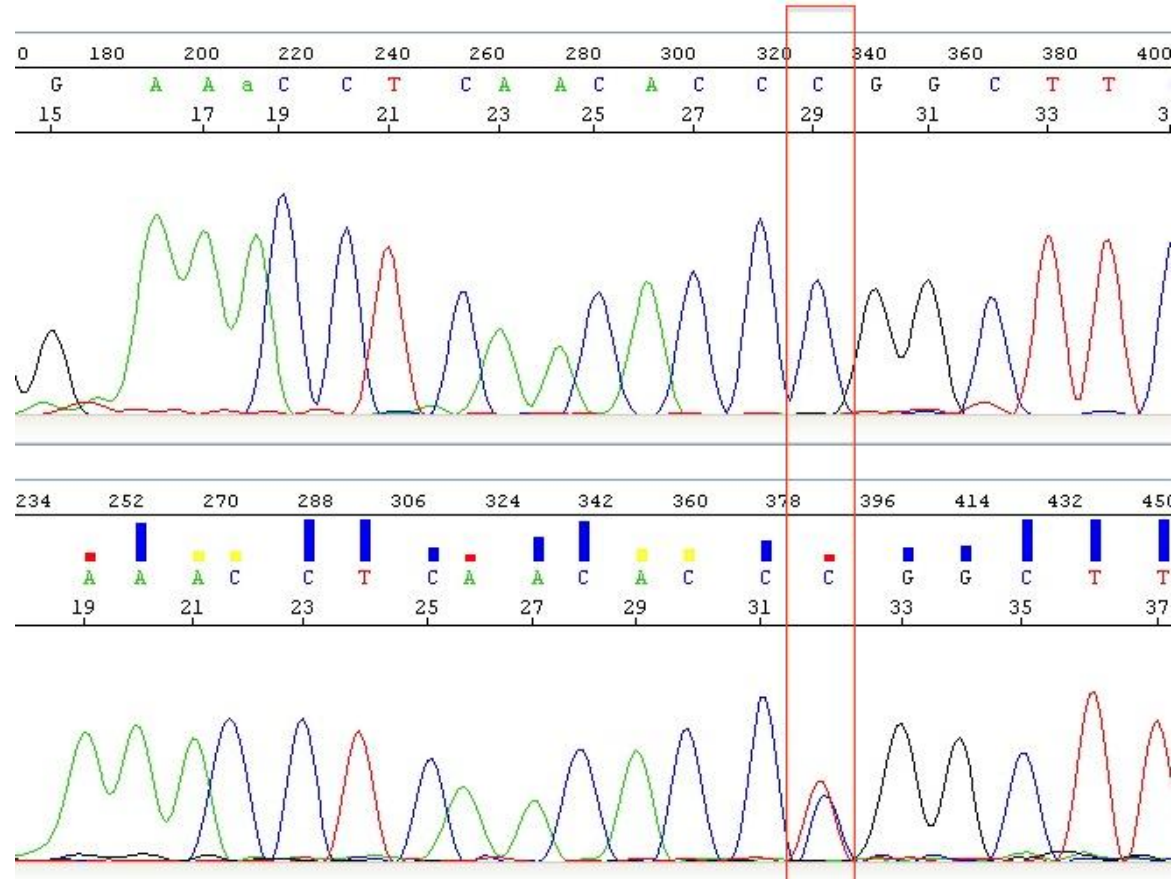 0 180 200 220 240 260 280 300 320 340 360 380 400
G A A a C C T C A A C A C C C G G C T T
15 17 19 21 23 25 27 29 31 33 3
234 252 270 288 306 324 342 360 378 396 414 432 450
A A A C C T C A A C A C C C G G C T T
19 21 23 25 27 29 31 33 35 37